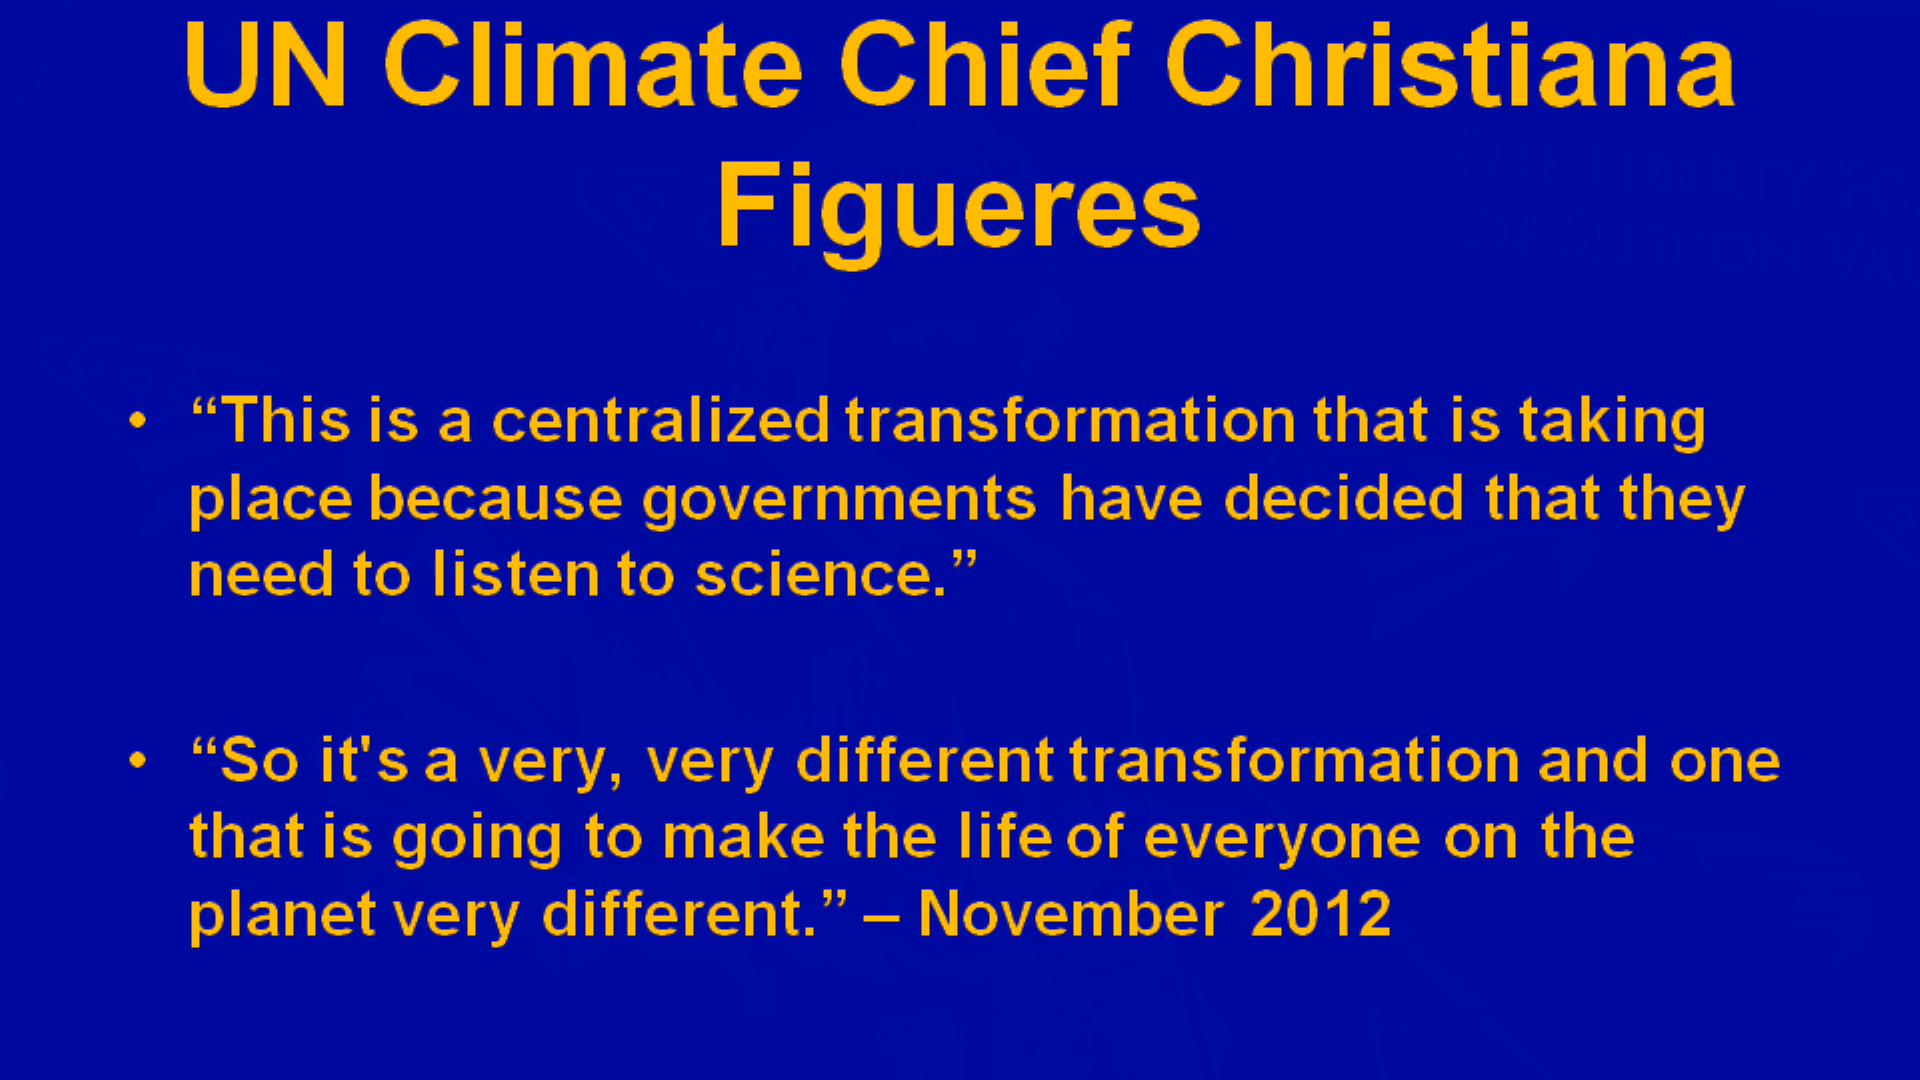 UN Climate Chief Christiana
Figueres
• “This is a centralized transformation that is taking
place because governments have decided that they
need to listen to science.”
• “So it's a very, very different transformation and one
that is going to make the life of everyone on the
planet very different.” – November 2012